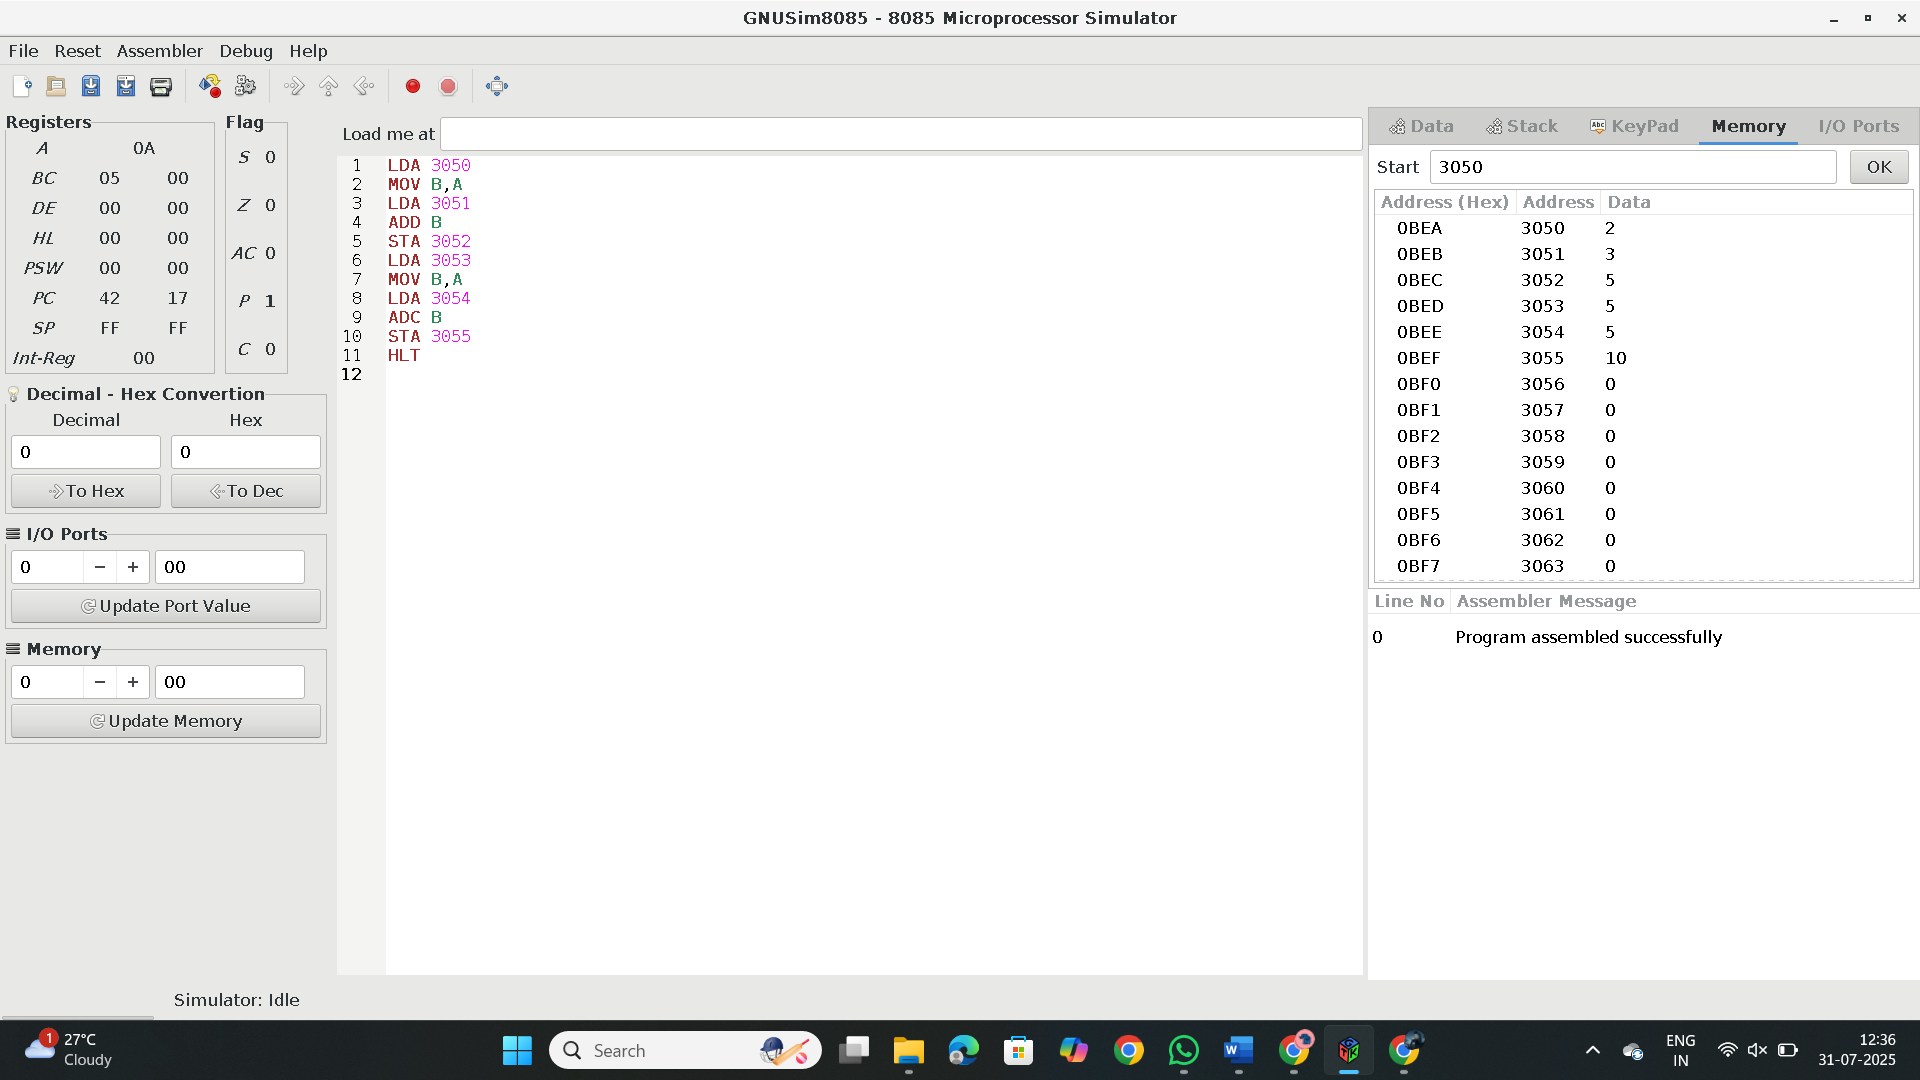 GNUSim8085 - 8085 Microprocessor Simulator
File Reset Assembler Debug Help
Registers
A 0A
BC 05 00
DE 00 00
HL 00 00
PSW 00 00
PC 42 17
SP FF FF
Int-Reg 00
Flag
S 0
Z 0
AC 0
P 1
C 0
Decimal - Hex Convertion
Decimal Hex
0 0
To Hex To Dec
I/O Ports
0 − + 00
Update Port Value
Memory
0 − + 00
Update Memory
Load me at
1 LDA 3050
2 MOV B,A
3 LDA 3051
4 ADD B
5 STA 3052
6 LDA 3053
7 MOV B,A
8 LDA 3054
9 ADC B
10 STA 3055
11 HLT
12
Data Stack Abc KeyPad Memory I/O Ports
Start 3050 OK
Address (Hex) Address Data
0BEA 3050 2
0BEB 3051 3
0BEC 3052 5
0BED 3053 5
0BEE 3054 5
0BEF 3055 10
0BF0 3056 0
0BF1 3057 0
0BF2 3058 0
0BF3 3059 0
0BF4 3060 0
0BF5 3061 0
0BF6 3062 0
0BF7 3063 0
Line No Assembler Message
0 Program assembled successfully
Simulator: Idle
1 27°C
Cloudy
Search
ENG
IN
12:36
31-07-2025